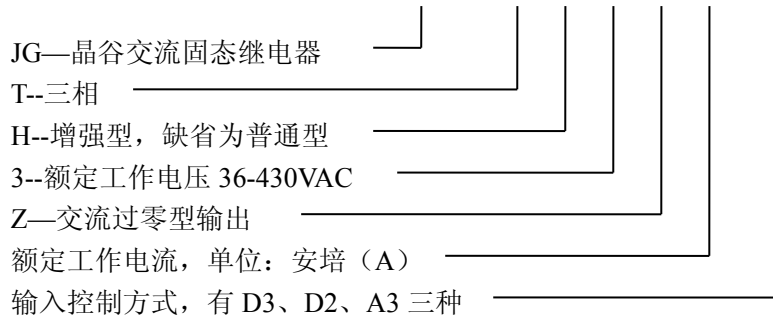 JG—晶谷交流固态继电器
T--三相
H--增强型，缺省为普通型
3--额定工作电压 36-430VAC
Z—交流过零型输出
额定工作电流，单位：安培（A）
输入控制方式，有 D3、D2、A3 三种